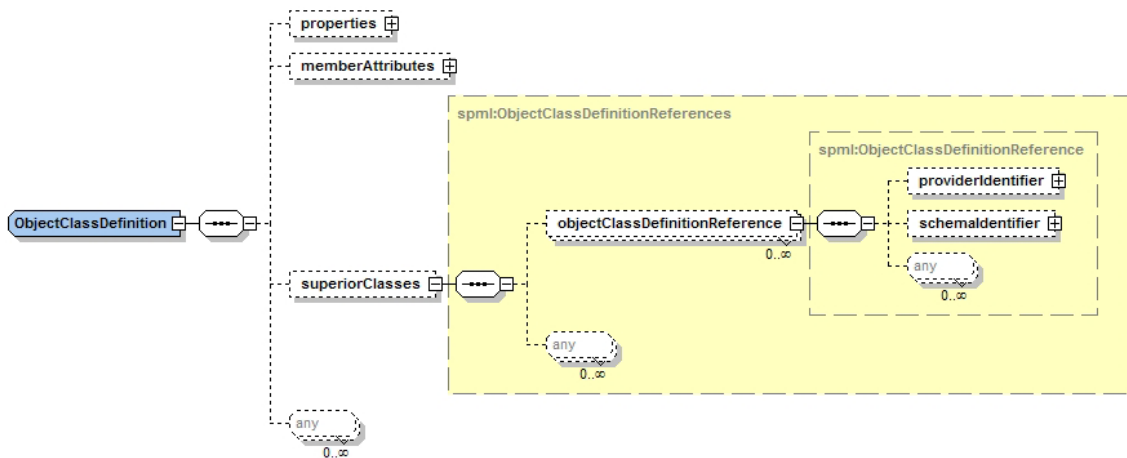 properties
memberAttributes
spml:ObjectClassDefinitionReferences
spml:ObjectClassDefinitionReference
providerIdentifier
ObjectClassDefinition
objectClassDefinitionReference
0..∞
schemaIdentifier
any
0..∞
superiorClasses
any
0..∞
any
0..∞